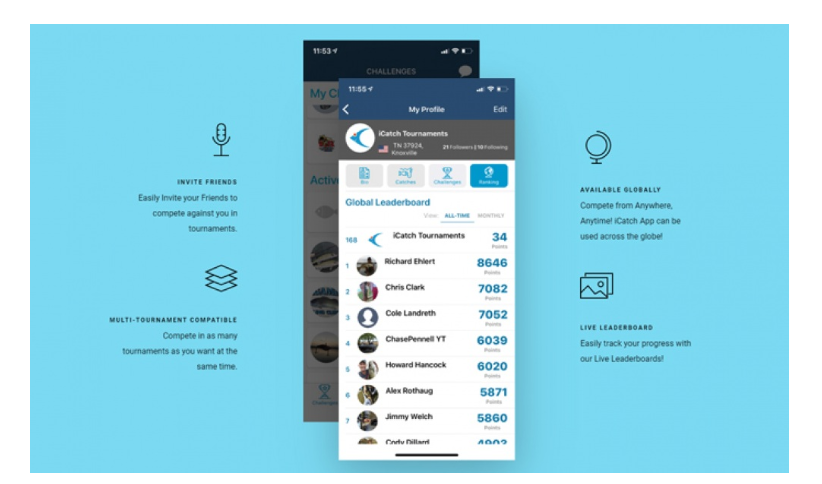 INVITE FRIENDS
Easily Invite your Friends to
compete against you in
tournaments.
MULTI-TOURNAMENT COMPATIBLE
Compete in as many
tournaments as you want at the
same time.
11:53
CHALLENGES
My C
Active
Challenges
11:55
My Profile
Edit
iCatch Tournaments
TN 37924,
Knoxville
21 Followers | 10 Following
Bio
Catches
Challenges
Ranking
Global Leaderboard
View: ALL-TIME MONTHLY
168 iCatch Tournaments 34
Points
1 Richard Ehlert 8646
Points
2 Chris Clark 7082
Points
3 Cole Landreth 7052
Points
4 ChasePennell YT 6039
Points
5 Howard Hancock 6020
Points
6 Alex Rothaug 5871
Points
7 Jimmy Welch 5860
Points
Cody Dillard 4902
AVAILABLE GLOBALLY
Compete from Anywhere,
Anytime! iCatch App can be
used across the globe!
LIVE LEADERBOARD
Easily track your progress with
our Live Leaderboards!